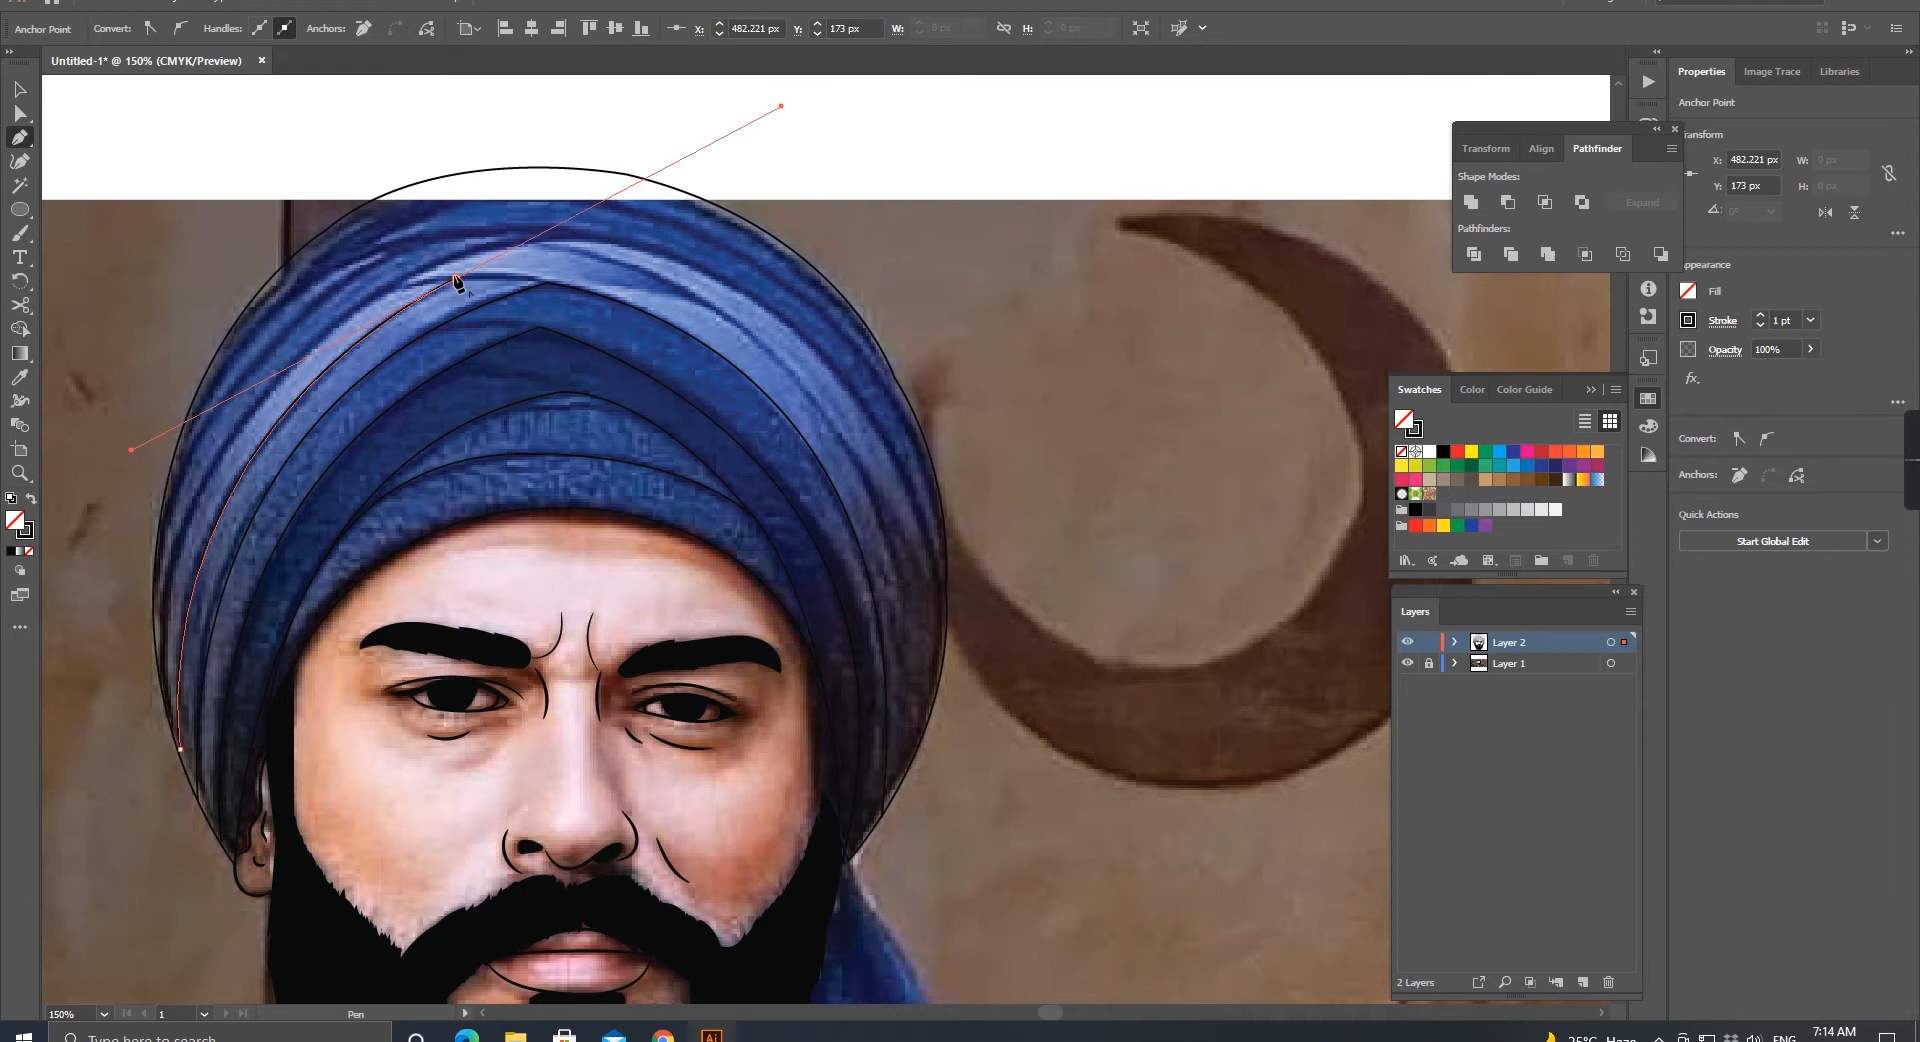 Anchor Point Convert: Handles: Anchors: X: 482.221 px Y: 173 px W: 0 px H: 0 px
Untitled-1* @ 150% (CMYK/Preview) ×
Properties Image Trace Libraries
Anchor Point
Transform
X: 482.221 px W: 0 px
Y: 173 px H: 0 px
0°
Transform Align Pathfinder
Shape Modes:
Expand
Pathfinders:
Appearance
Fill
Stroke 1 pt
Opacity 100%
fx.
Swatches Color Color Guide
Convert:
Anchors:
Quick Actions
Start Global Edit
Layers
Layer 2
Layer 1
2 Layers
150% 1 Pen
Type here to search
Ai
25°C Haze ENG 7:14 AM